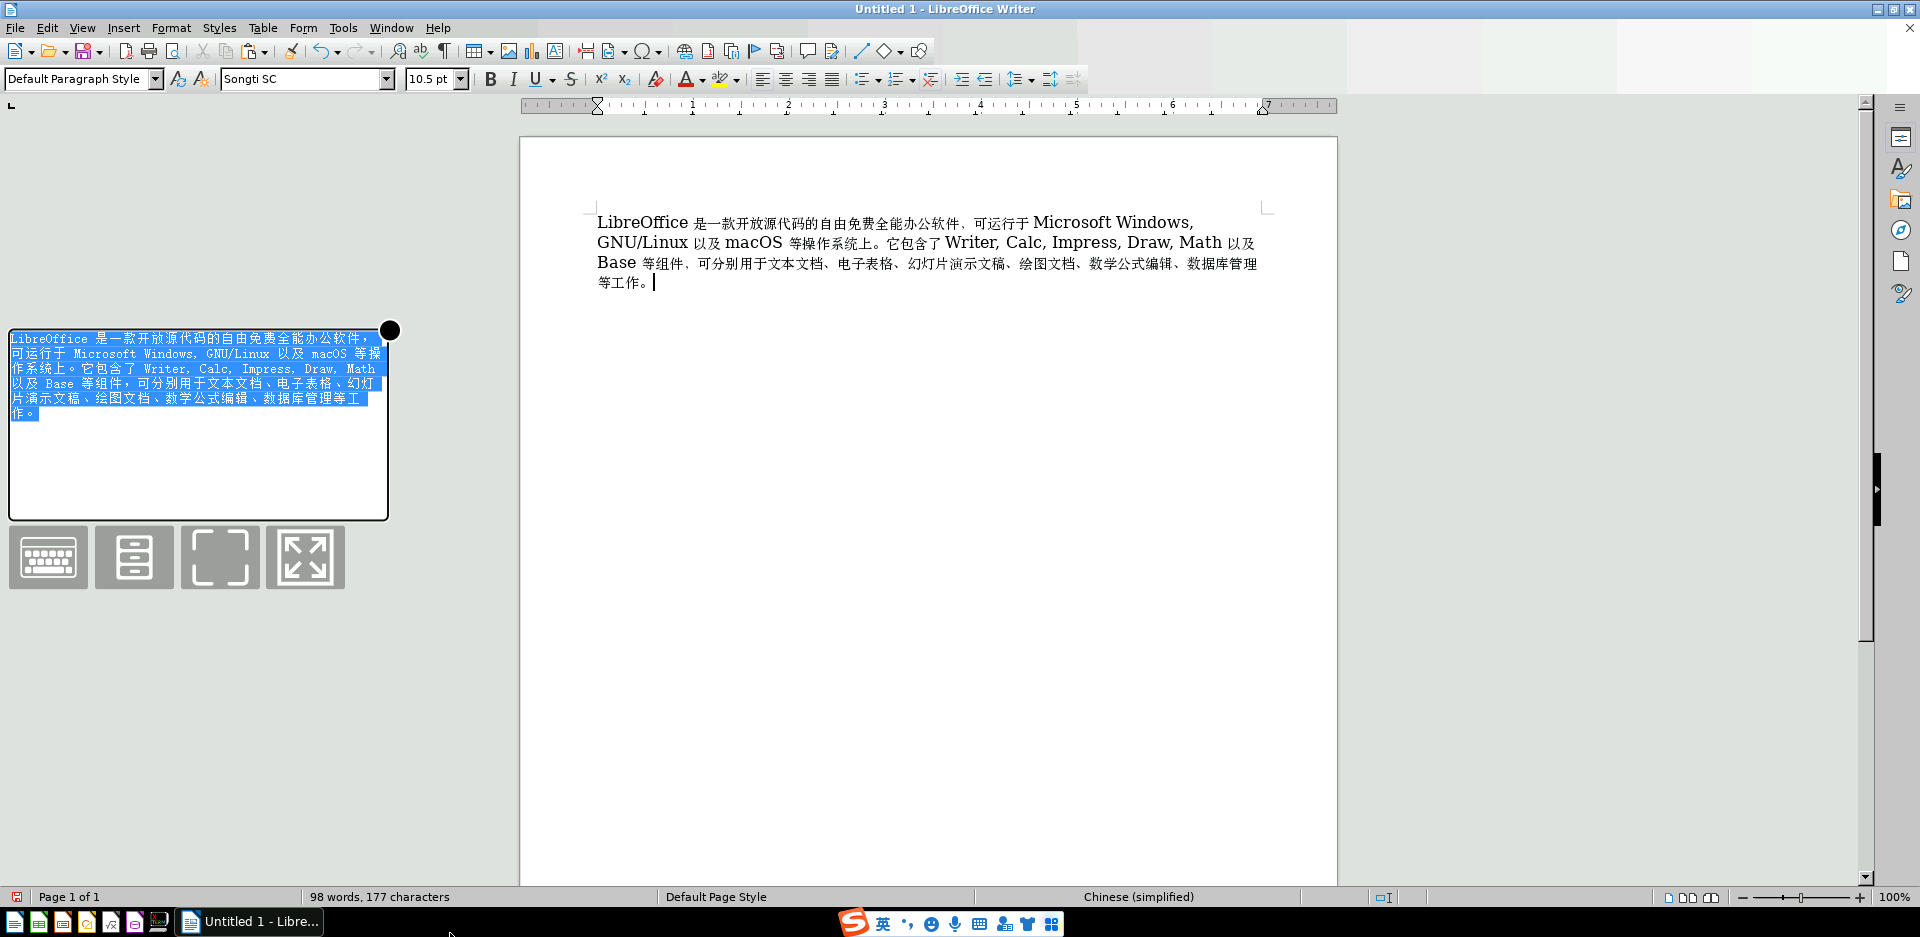 Untitled 1 - LibreOffice Writer
File Edit View Insert Format Styles Table Form Tools Window Help
Default Paragraph Style Songti SC 10.5 pt
1 2 3 4 5 6 7
LibreOffice 是一款开放源代码的自由免费全能办公软件，可运行于 Microsoft Windows,
GNU/Linux 以及 macOS 等操作系统上。它包含了 Writer, Calc, Impress, Draw, Math 以及
Base 等组件，可分别用于文本文档、电子表格、幻灯片演示文稿、绘图文档、数学公式编辑、数据库管理
等工作。
LibreOffice 是一款开放源代码的自由免费全能办公软件，
可运行于 Microsoft Windows, GNU/Linux 以及 macOS 等操
作系统上。它包含了 Writer, Calc, Impress, Draw, Math
以及 Base 等组件，可分别用于文本文档、电子表格、幻灯
片演示文稿、绘图文档、数学公式编辑、数据库管理等工
作。
Page 1 of 1 98 words, 177 characters Default Page Style Chinese (simplified) 100%
Untitled 1 - Libre... 英